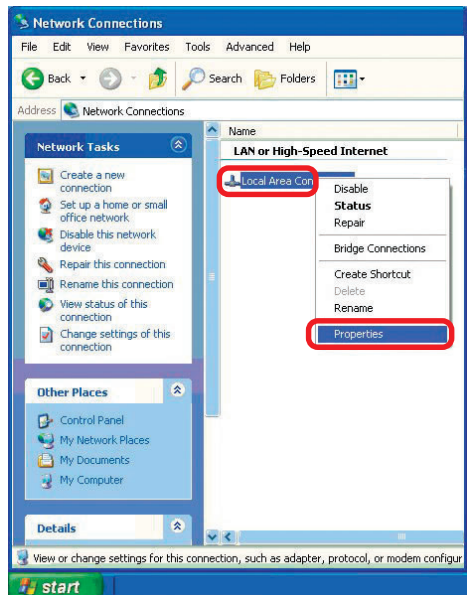 Network Connections
File Edit View Favorites Tools Advanced Help
Back Search Folders
Address Network Connections
Network Tasks
Create a new
connection
Set up a home or small
office network
Disable this network
device
Repair this connection
Rename this connection
View status of this
connection
Change settings of this
connection
Other Places
Control Panel
My Network Places
My Documents
My Computer
Details
Name
LAN or High-Speed Internet
Local Area Con
Disable
Status
Repair
Bridge Connections
Create Shortcut
Delete
Rename
Properties
View or change settings for this connection, such as adapter, protocol, or modem configur
start